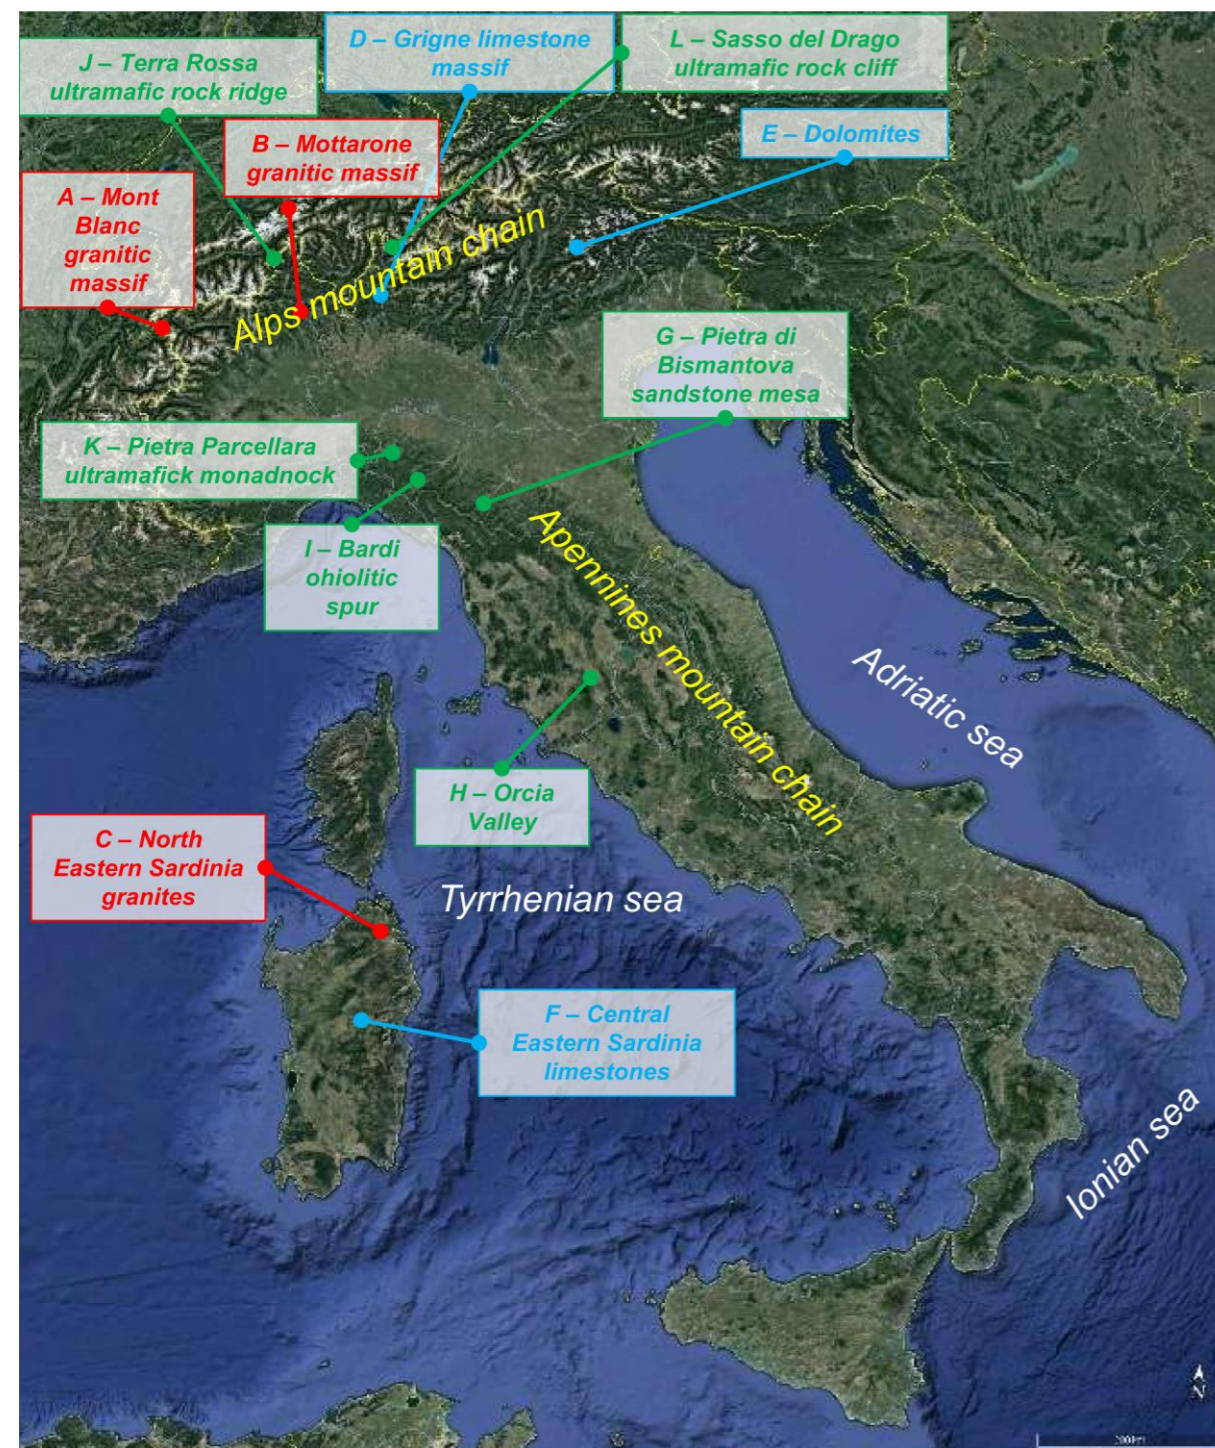 D – Grigne limestone
massif
L – Sasso del Drago
ultramafic rock cliff
J – Terra Rossa
ultramafic rock ridge
E – Dolomites
B – Mottarone
granitic massif
A – Mont
Blanc
granitic
massif
Alps mountain chain
G – Pietra di
Bismantova
sandstone mesa
K – Pietra Parcellara
ultramafick monadnock
I – Bardi
ohiolitic
spur
Apennines mountain chain
Adriatic sea
H – Orcia
Valley
C – North
Eastern Sardinia
granites
Tyrrhenian sea
F – Central
Eastern Sardinia
limestones
Ionian sea
N